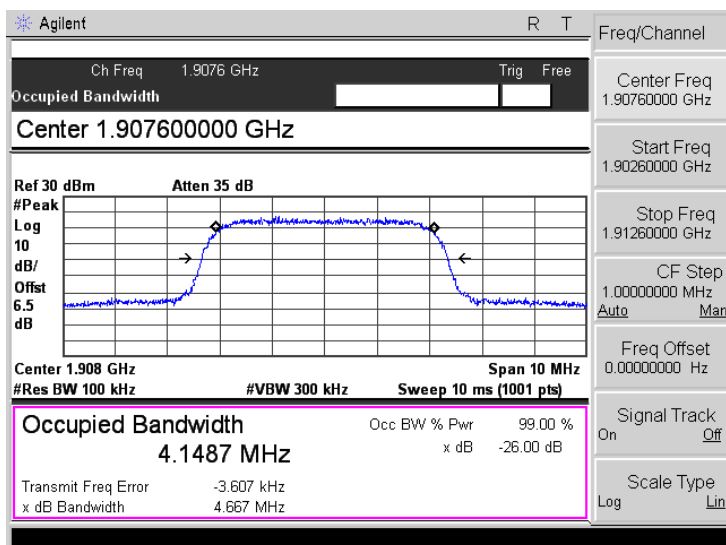 Agilent R T
Freq/Channel
Ch Freq 1.9076 GHz Trig Free
Occupied Bandwidth
Center 1.907600000 GHz
Ref 30 dBm Atten 35 dB
#Peak
Log
10
dB/
Offst
6.5
dB
Center 1.908 GHz Span 10 MHz
#Res BW 100 kHz #VBW 300 kHz Sweep 10 ms (1001 pts)
Occupied Bandwidth
4.1487 MHz
Occ BW % Pwr 99.00 %
x dB -26.00 dB
Transmit Freq Error -3.607 kHz
x dB Bandwidth 4.667 MHz
Center Freq
1.90760000 GHz
Start Freq
1.90260000 GHz
Stop Freq
1.91260000 GHz
CF Step
1.00000000 MHz
Auto Man
Freq Offset
0.00000000 Hz
Signal Track
On Off
Scale Type
Log Lin